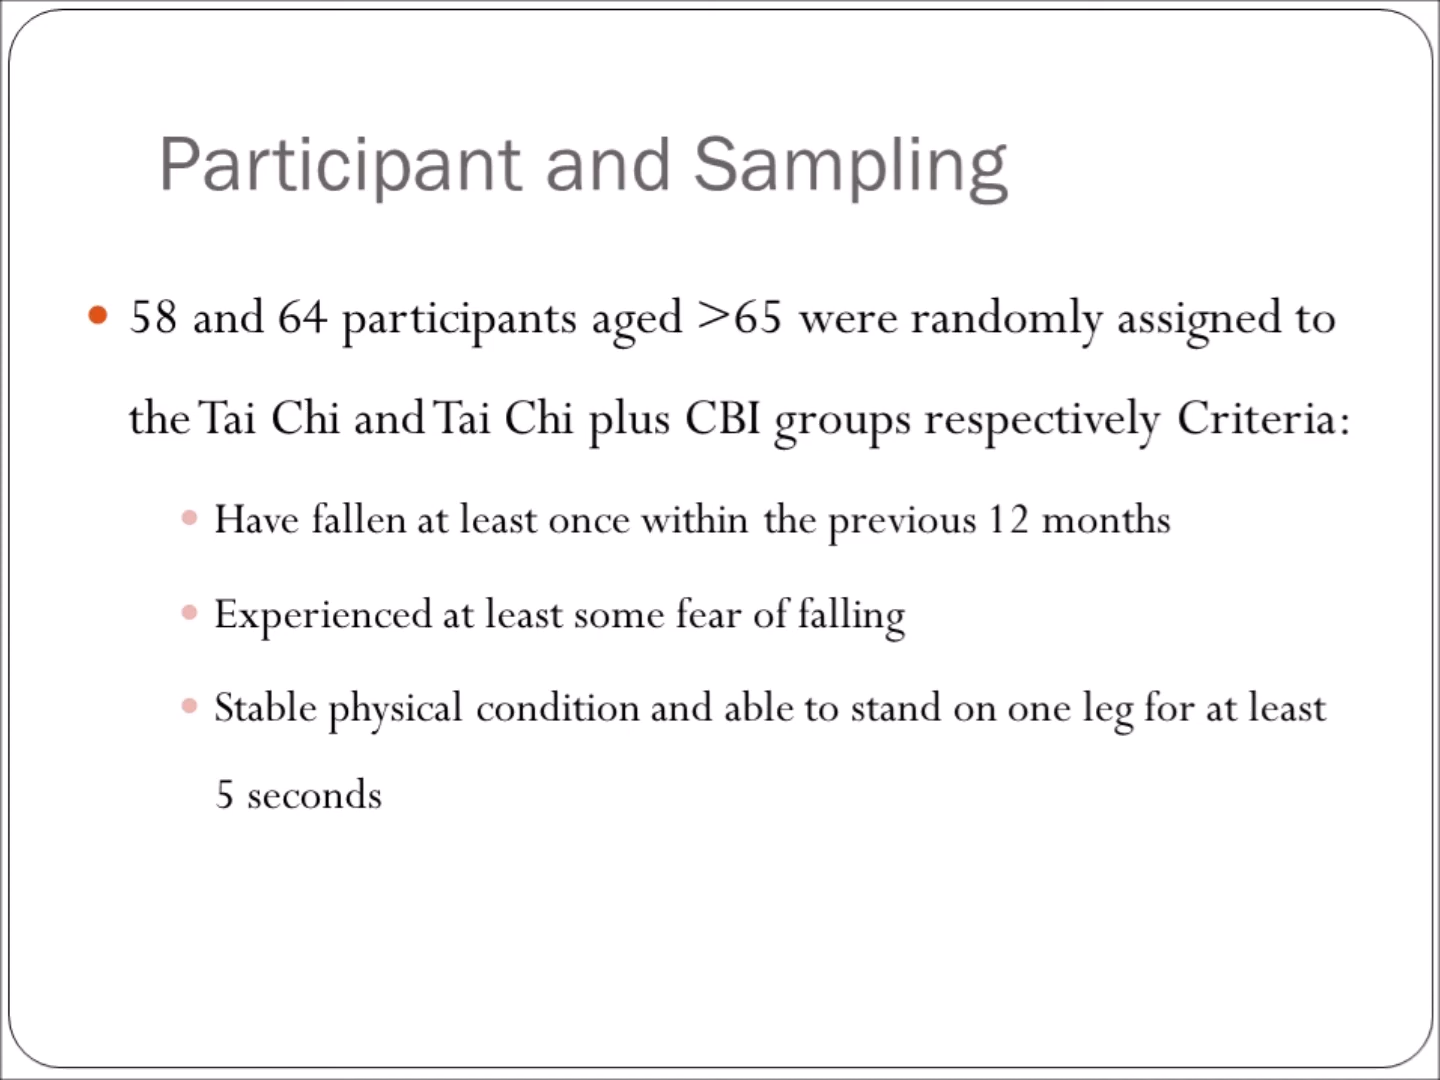 Participant and Sampling
58 and 64 participants aged >65 were randomly assigned to
the Tai Chi and Tai Chi plus CBI groups respectively Criteria:
Have fallen at least once within the previous 12 months
Experienced at least some fear of falling
Stable physical condition and able to stand on one leg for at least
5 seconds